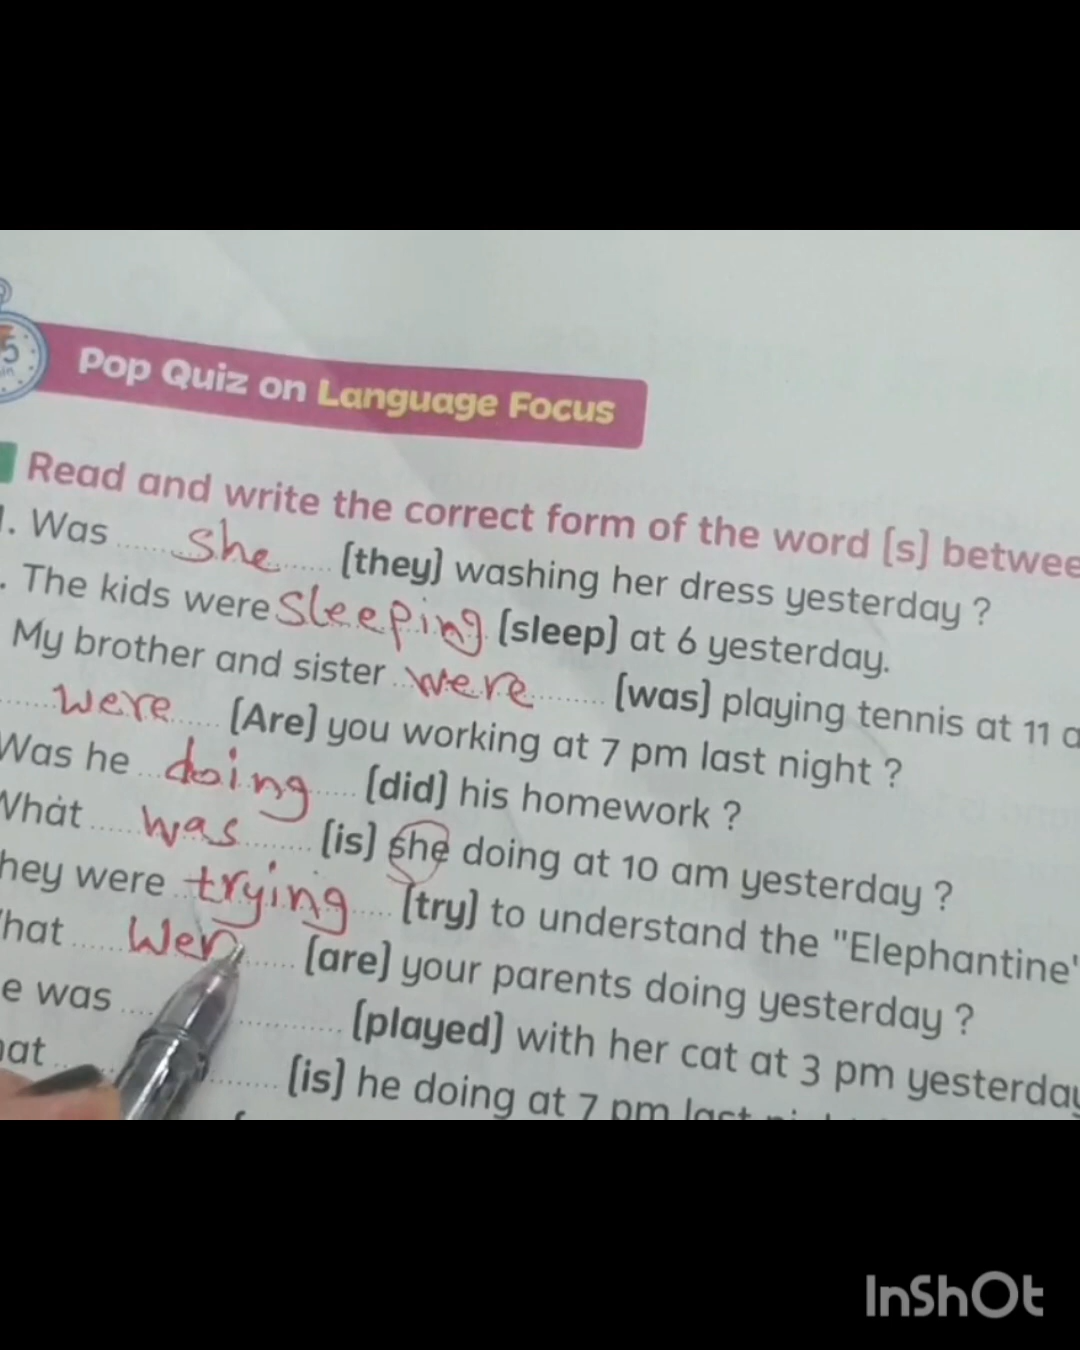 5
Pop Quiz on Language Focus
Read and write the correct form of the word [s] betwee
1. Was ...... she ...... [they] washing her dress yesterday ?
. The kids were sleeping [sleep] at 6 yesterday.
My brother and sister ...were...... [was] playing tennis at 11 a
......were...... [Are] you working at 7 pm last night ?
Was he ...doing...... [did] his homework ?
What ......was...... [is] she doing at 10 am yesterday ?
hey were ...trying...... [try] to understand the "Elephantine"
hat ......wer...... [are] your parents doing yesterday ?
e was ............ [played] with her cat at 3 pm yesterday
at ............ [is] he doing at 7 pm last
InShOt